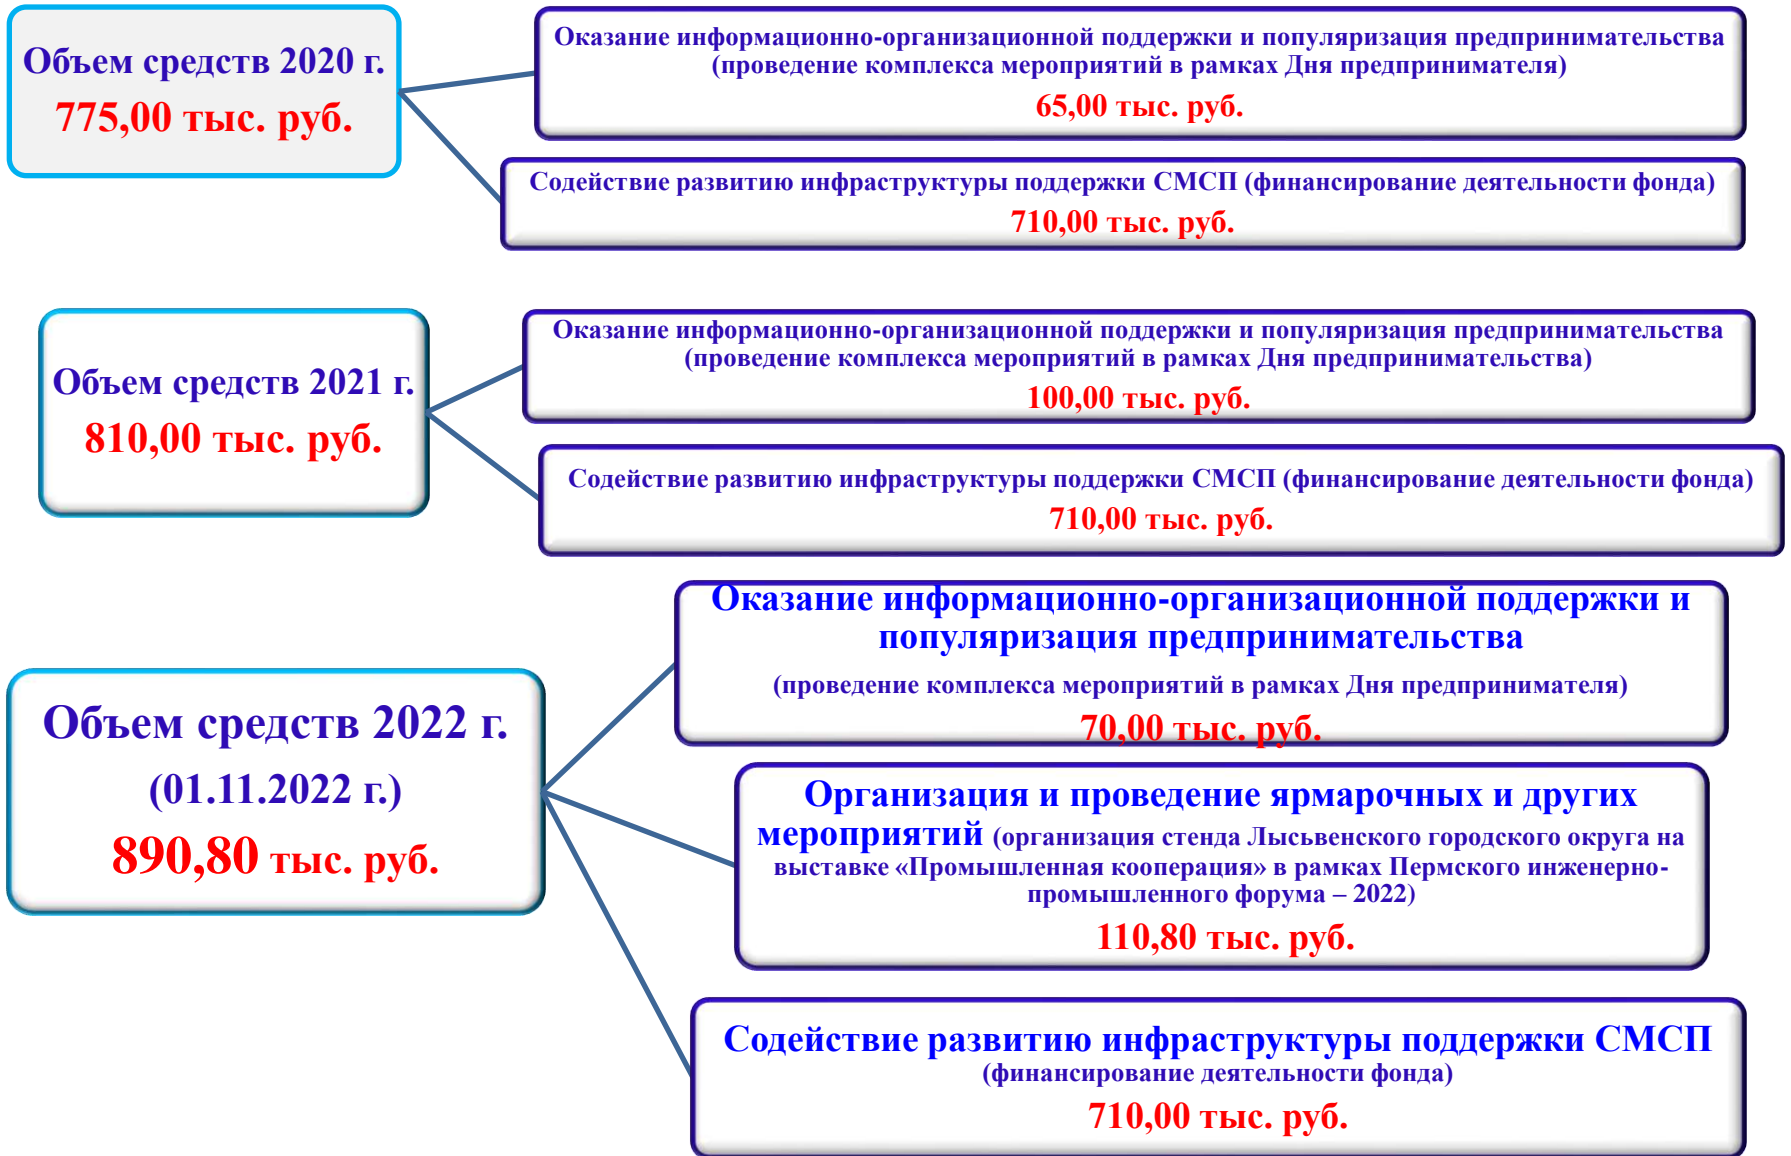 Объем средств 2020 г.
775,00 тыс. руб.
Оказание информационно-организационной поддержки и популяризация предпринимательства
(проведение комплекса мероприятий в рамках Дня предпринимателя)
65,00 тыс. руб.
Содействие развитию инфраструктуры поддержки СМСП (финансирование деятельности фонда)
710,00 тыс. руб.
Объем средств 2021 г.
810,00 тыс. руб.
Оказание информационно-организационной поддержки и популяризация предпринимательства
(проведение комплекса мероприятий в рамках Дня предпринимательства)
100,00 тыс. руб.
Содействие развитию инфраструктуры поддержки СМСП (финансирование деятельности фонда)
710,00 тыс. руб.
Объем средств 2022 г.
(01.11.2022 г.)
890,80 тыс. руб.
Оказание информационно-организационной поддержки и
популяризация предпринимательства
(проведение комплекса мероприятий в рамках Дня предпринимателя)
70,00 тыс. руб.
Организация и проведение ярмарочных и других
мероприятий (организация стенда Лысьвенского городского округа на
выставке «Промышленная кооперация» в рамках Пермского инженерно-
промышленного форума – 2022)
110,80 тыс. руб.
Содействие развитию инфраструктуры поддержки СМСП
(финансирование деятельности фонда)
710,00 тыс. руб.